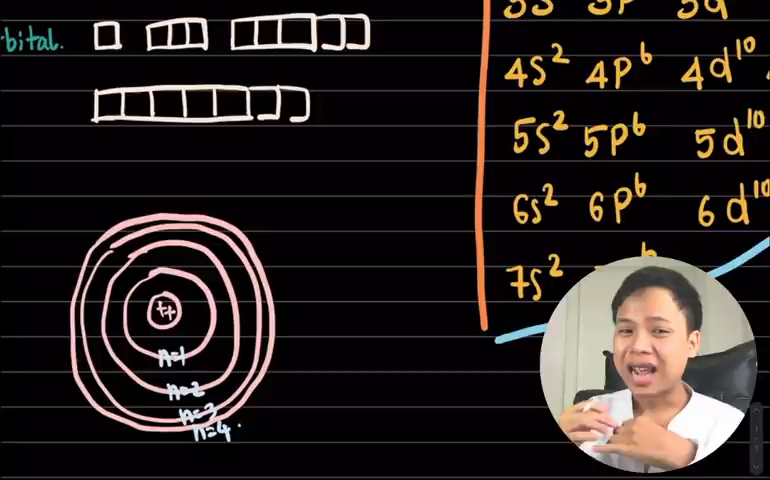 bital.
3s 3p 3d
4s² 4p⁶ 4d¹⁰
5s² 5p⁶ 5d¹⁰
6s² 6p⁶ 6d¹⁰
7s²
++
n=1
n=2
n=3
n=4.